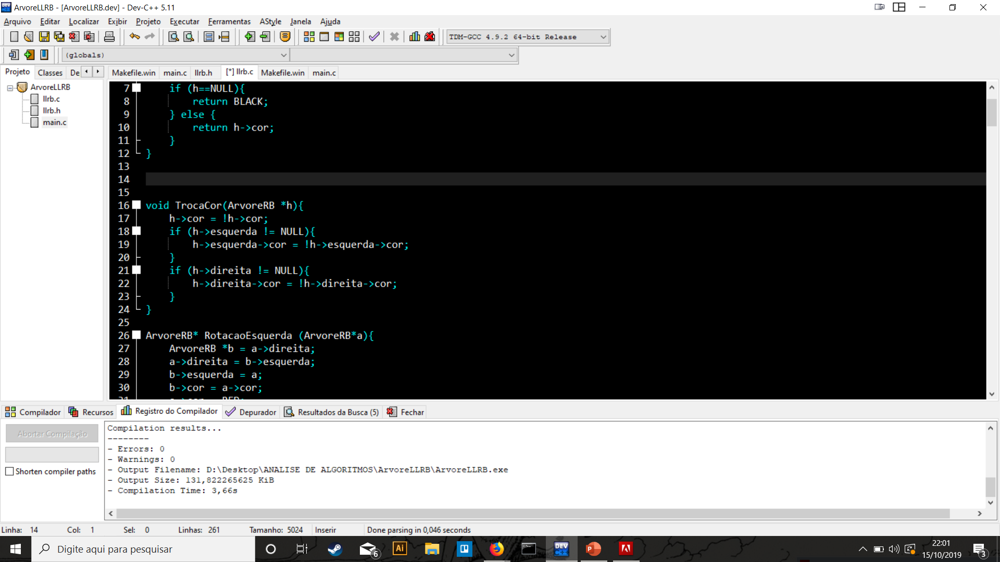 ArvoreLLRB - [ArvoreLLRB.dev] - Dev-C++ 5.11
Arquivo Editar Localizar Exibir Projeto Executar Ferramentas AStyle Janela Ajuda
TDM-GCC 4.9.2 64-bit Release
(globals)
Projeto Classes De
Makefile.win main.c llrb.h [*] llrb.c Makefile.win main.c
ArvoreLLRB
llrb.c
llrb.h
main.c
7 if (h==NULL){
8 return BLACK;
9 } else {
10 return h->cor;
11 }
12 }
13
14
15
16 void TrocaCor(ArvoreRB *h){
17 h->cor = !h->cor;
18 if (h->esquerda != NULL){
19 h->esquerda->cor = !h->esquerda->cor;
20 }
21 if (h->direita != NULL){
22 h->direita->cor = !h->direita->cor;
23 }
24 }
25
26 ArvoreRB* RotacaoEsquerda (ArvoreRB*a){
27 ArvoreRB *b = a->direita;
28 a->direita = b->esquerda;
29 b->esquerda = a;
30 b->cor = a->cor;
Compilador Recursos Registro do Compilador Depurador Resultados da Busca (5) Fechar
Abortar Compilação
Shorten compiler paths
Compilation results...
--------
- Errors: 0
- Warnings: 0
- Output Filename: D:\Desktop\ANALISE DE ALGORITMOS\ArvoreLLRB\ArvoreLLRB.exe
- Output Size: 131,822265625 KiB
- Compilation Time: 3,66s
Linha: 14 Col: 1 Sel: 0 Linhas: 261 Tamanho: 5024 Inserir Done parsing in 0,046 seconds
Digite aqui para pesquisar
6
Ai
DEV
P
22:01
15/10/2019
3